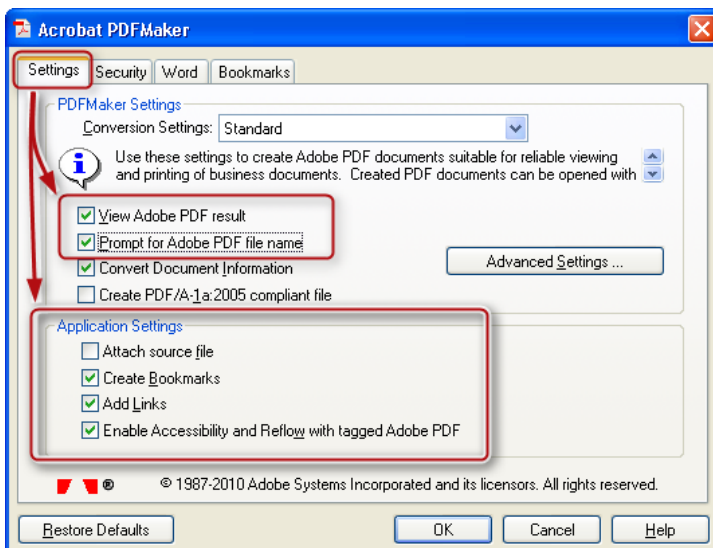 Acrobat PDFMaker
Settings Security Word Bookmarks
PDFMaker Settings
Conversion Settings: Standard
Use these settings to create Adobe PDF documents suitable for reliable viewing
and printing of business documents. Created PDF documents can be opened with
View Adobe PDF result
Prompt for Adobe PDF file name
Convert Document Information
Advanced Settings ...
Create PDF/A-1a:2005 compliant file
Application Settings
Attach source file
Create Bookmarks
Add Links
Enable Accessibility and Reflow with tagged Adobe PDF
® © 1987-2010 Adobe Systems Incorporated and its licensors. All rights reserved.
Restore Defaults OK Cancel Help